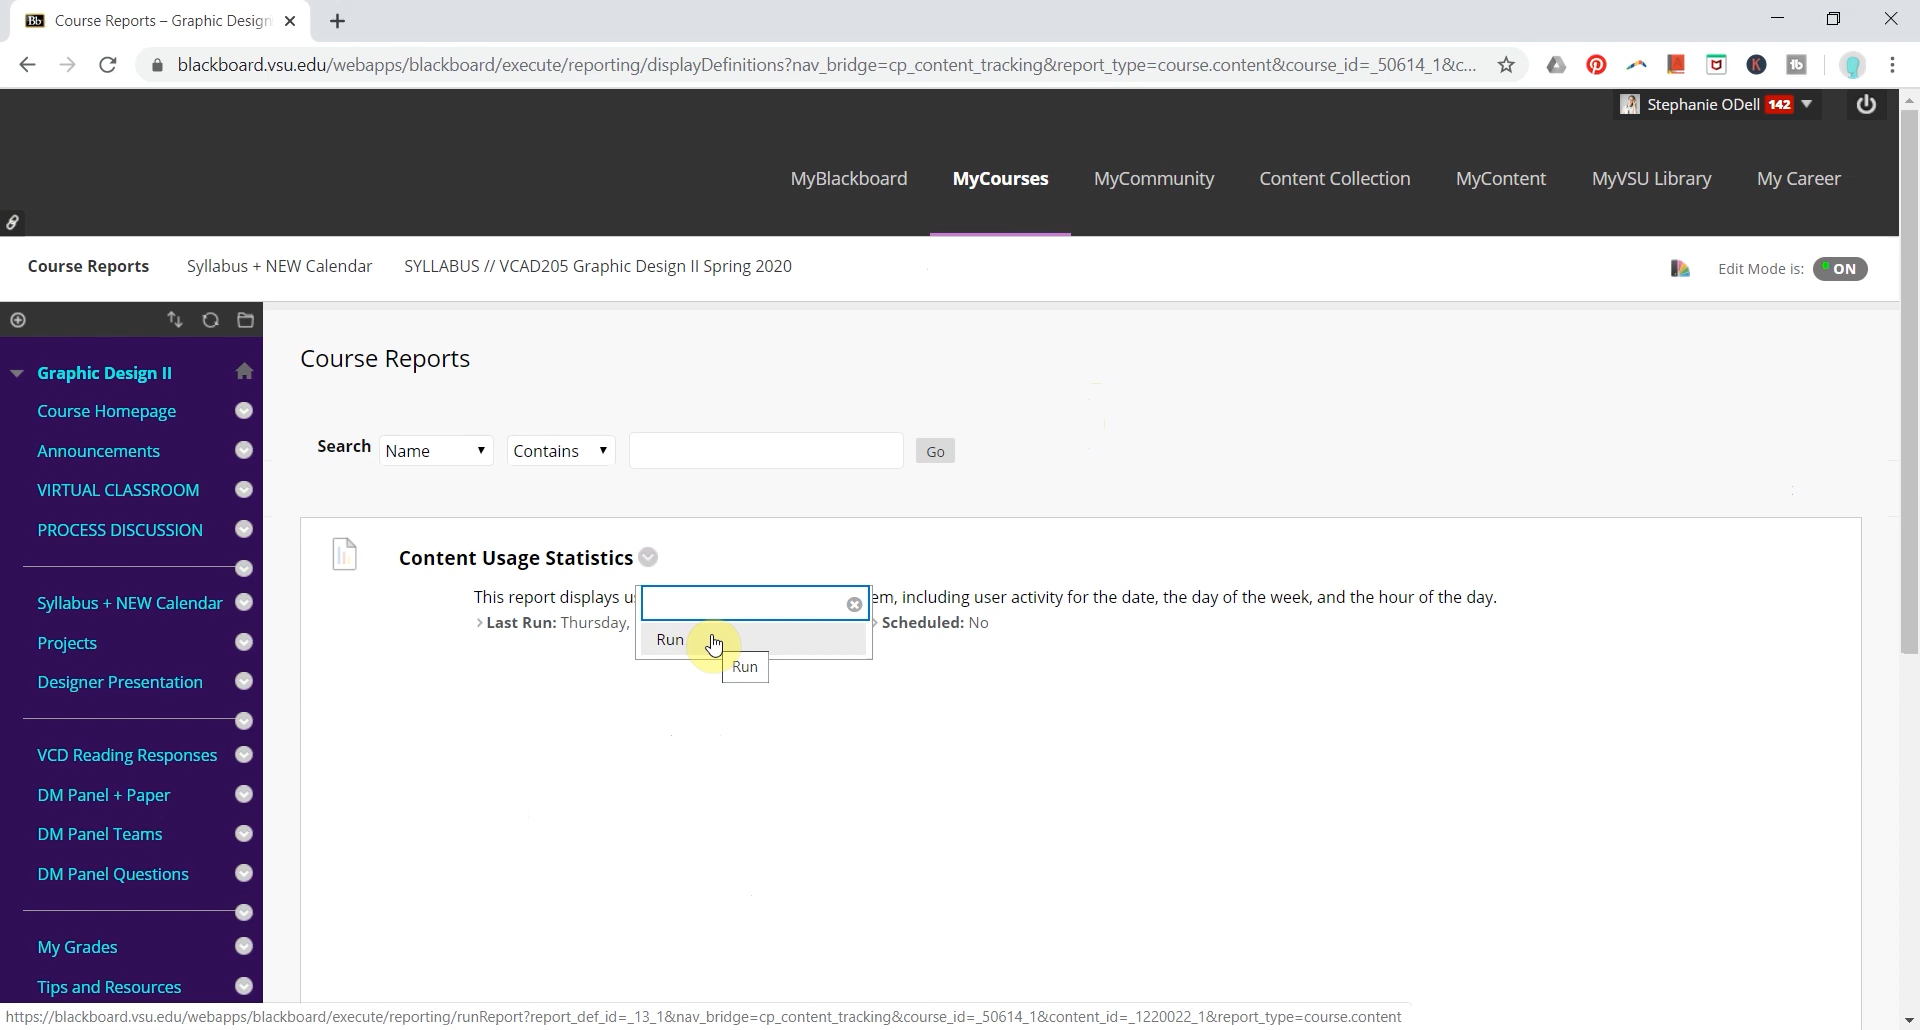 Course Reports – Graphic Design
blackboard.vsu.edu/webapps/blackboard/execute/reporting/displayDefinitions?nav_bridge=cp_content_tracking&report_type=course.content&course_id=_50614_1&c...
Stephanie ODell 142
MyBlackboard MyCourses MyCommunity Content Collection MyContent MyVSU Library My Career
Course Reports Syllabus + NEW Calendar SYLLABUS // VCAD205 Graphic Design II Spring 2020 Edit Mode is: ON
Graphic Design II
Course Homepage
Announcements
VIRTUAL CLASSROOM
PROCESS DISCUSSION
Syllabus + NEW Calendar
Projects
Designer Presentation
VCD Reading Responses
DM Panel + Paper
DM Panel Teams
DM Panel Questions
My Grades
Tips and Resources
Course Reports
Search Name Contains Go
Content Usage Statistics
This report displays u em, including user activity for the date, the day of the week, and the hour of the day.
Last Run: Thursday, Scheduled: No
Run
Run
https://blackboard.vsu.edu/webapps/blackboard/execute/reporting/runReport?report_def_id=_13_1&nav_bridge=cp_content_tracking&course_id=_50614_1&content_id=_1220022_1&report_type=course.content